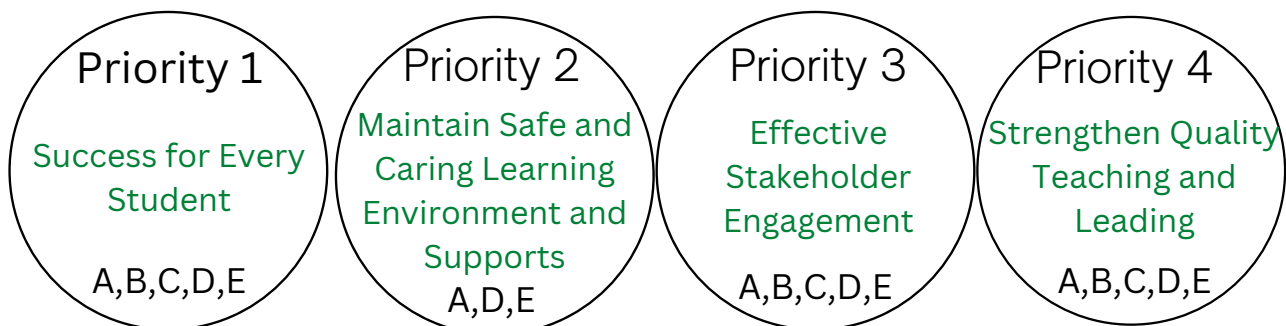 Priority 1
Success for Every
Student
A,B,C,D,E
Priority 2
Maintain Safe and
Caring Learning
Environment and
Supports
A,D,E
Priority 3
Effective
Stakeholder
Engagement
A,B,C,D,E
Priority 4
Strengthen Quality
Teaching and
Leading
A,B,C,D,E